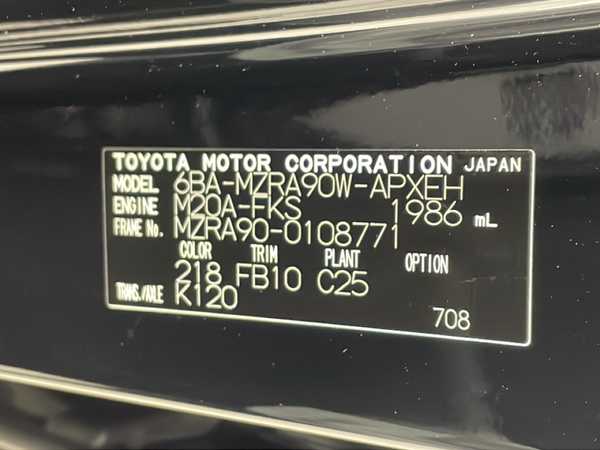 TOYOTA MOTOR CORPORATION JAPAN
MODEL 6BA-MZRA90W-APXEH
ENGINE M20A-FKS 1986 mL
FRAME No. MZRA90-0108771
COLOR TRIM PLANT OPTION
218 FB10 C25
TRANS./AXLE K120
708